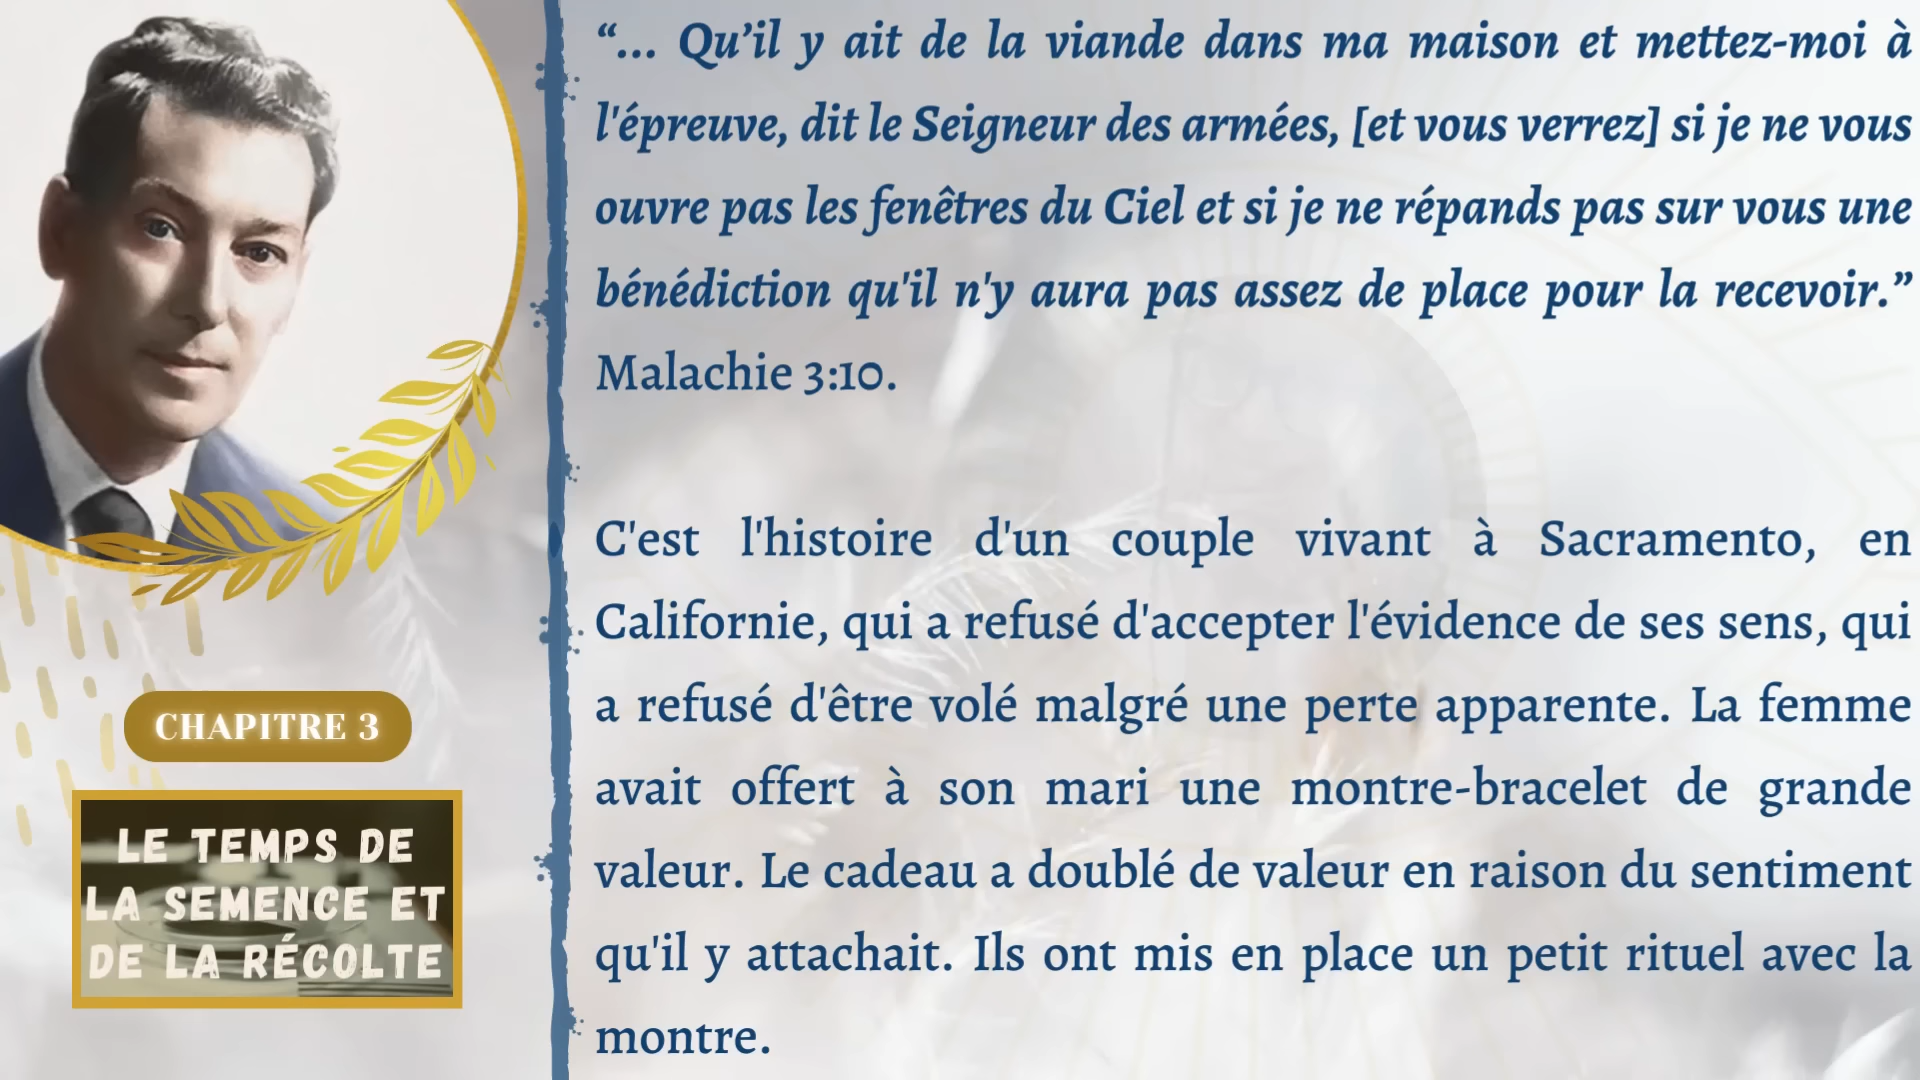 “... Qu’il y ait de la viande dans ma maison et mettez-moi à
l'épreuve, dit le Seigneur des armées, [et vous verrez] si je ne vous
ouvre pas les fenêtres du Ciel et si je ne répands pas sur vous une
bénédiction qu'il n'y aura pas assez de place pour la recevoir.”
Malachie 3:10.
C'est l'histoire d'un couple vivant à Sacramento, en
Californie, qui a refusé d'accepter l'évidence de ses sens, qui
a refusé d'être volé malgré une perte apparente. La femme
avait offert à son mari une montre-bracelet de grande
valeur. Le cadeau a doublé de valeur en raison du sentiment
qu'il y attachait. Ils ont mis en place un petit rituel avec la
montre.
CHAPITRE 3
LE TEMPS DE
LA SEMENCE ET
DE LA RÉCOLTE